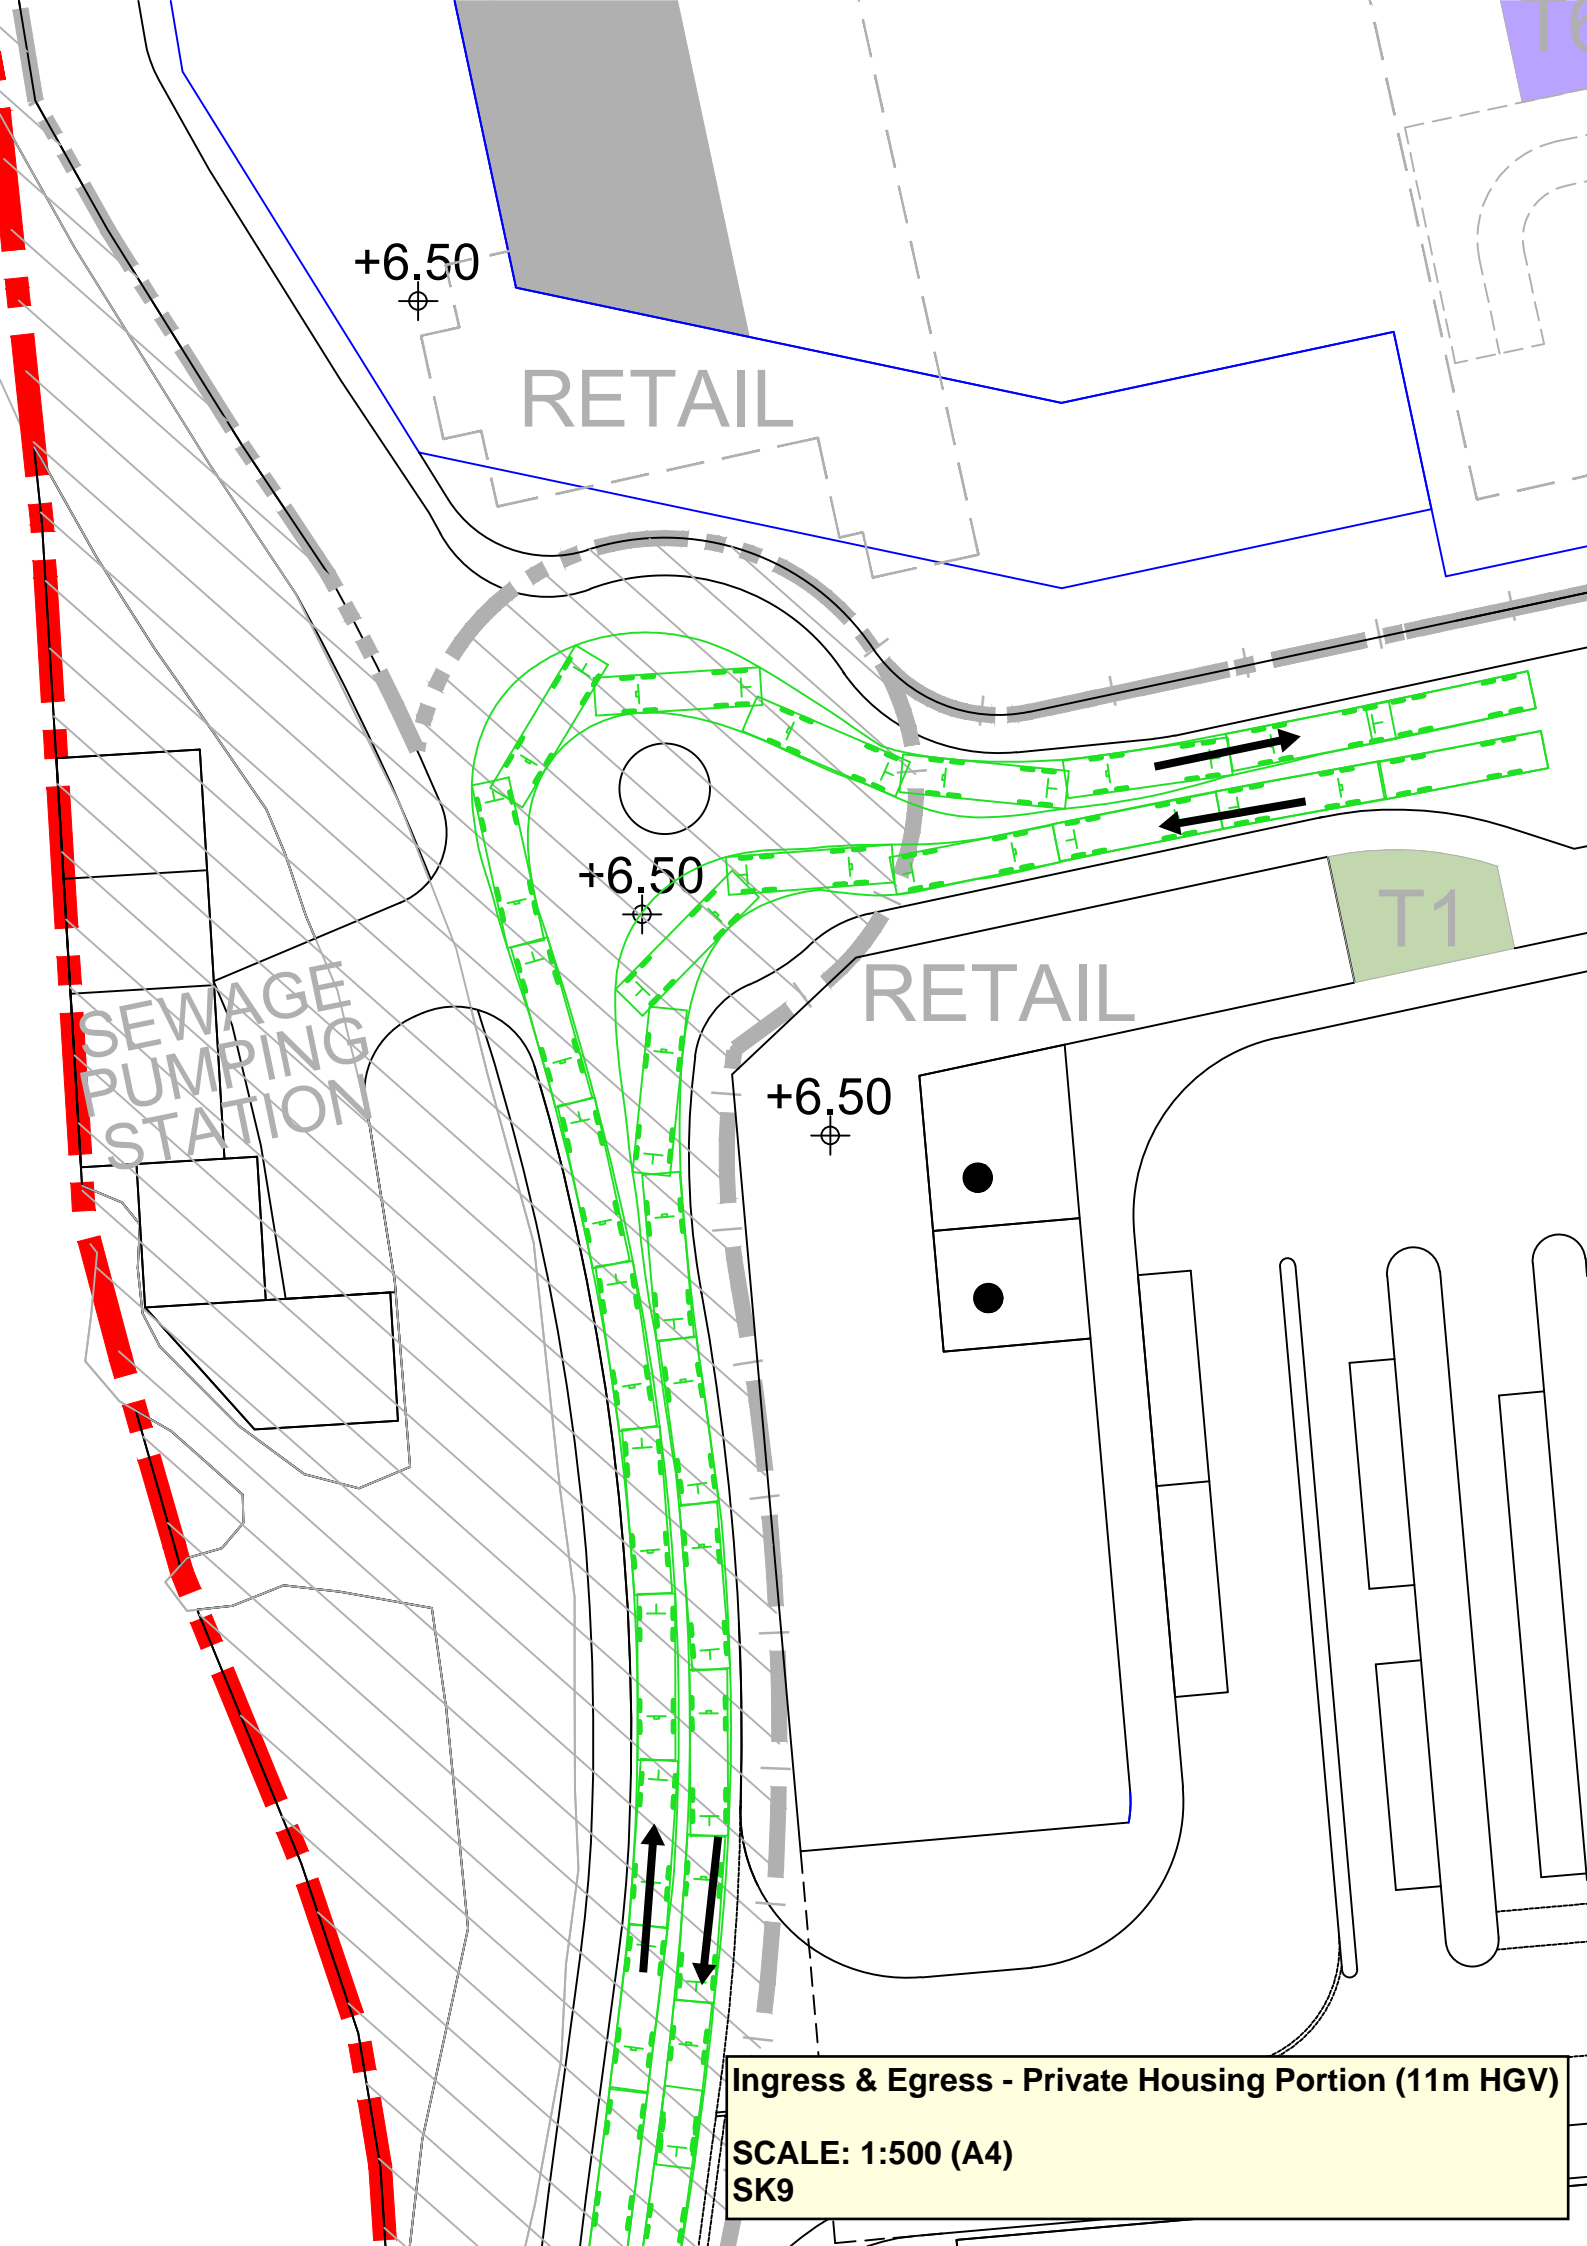 T6
+6.50
RETAIL
+6.50
T1
RETAIL
SEWAGE
PUMPING
STATION
+6.50
Ingress & Egress - Private Housing Portion (11m HGV)
SCALE: 1:500 (A4)
SK9